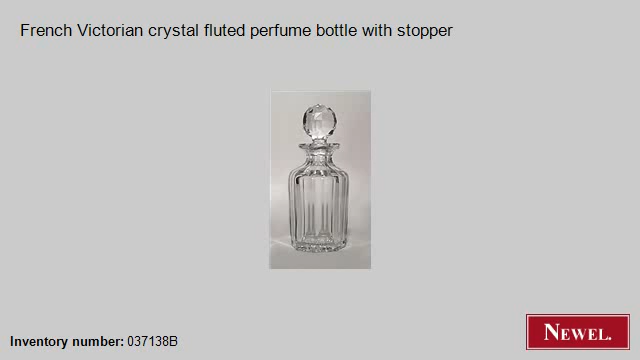 French Victorian crystal fluted perfume bottle with stopper
Inventory number: 037138B
NEWEL.